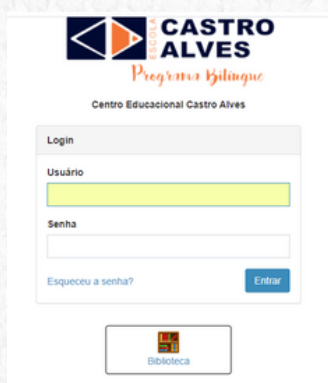 ESCOLA
CASTRO
ALVES
Programa Bilíngue
Centro Educacional Castro Alves
Login
Usuário
Senha
Esqueceu a senha?
Entrar
Biblioteca